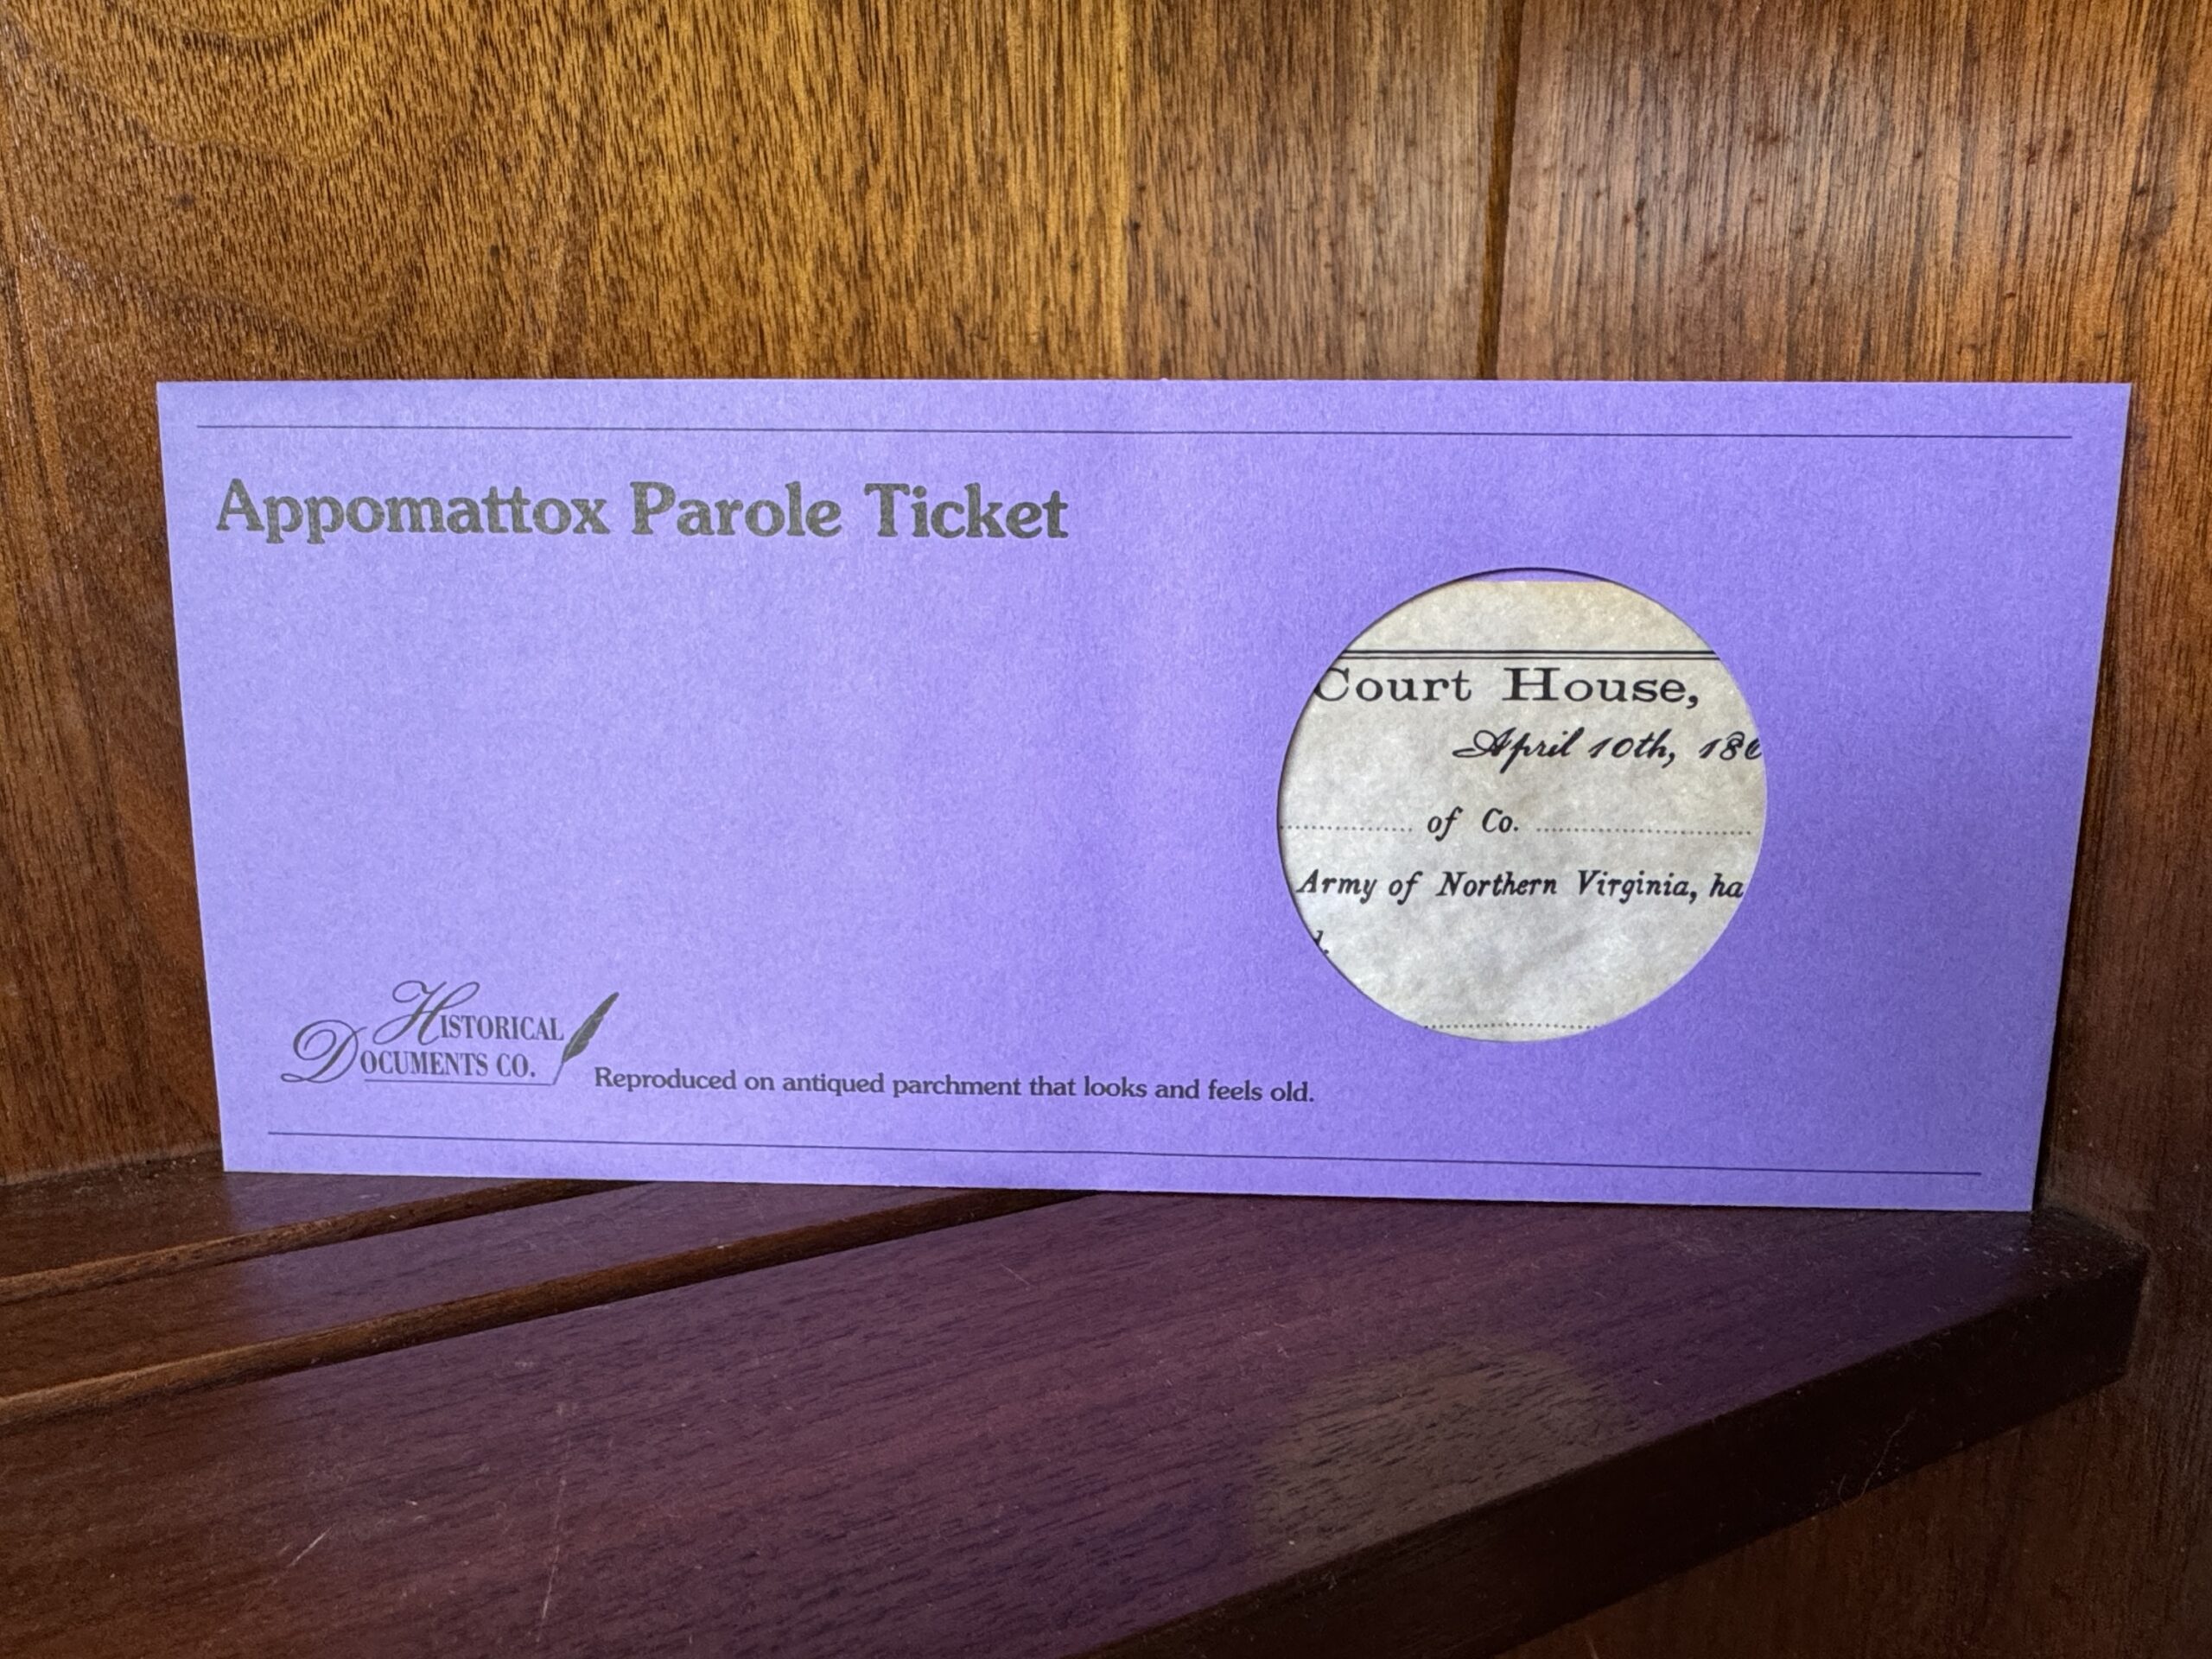 Appomattox Parole Ticket
Court House,
April 10th, 186
of Co.
Army of Northern Virginia, ha
d.
HISTORICAL
DOCUMENTS CO.
Reproduced on antiqued parchment that looks and feels old.